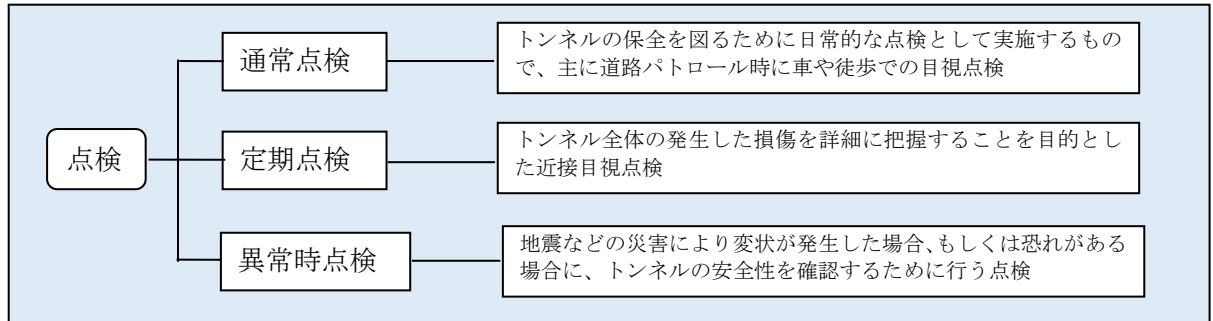 点検
通常点検
トンネルの保全を図るために日常的な点検として実施するもの
で、主に道路パトロール時に車や徒歩での目視点検
定期点検
トンネル全体の発生した損傷を詳細に把握することを目的とし
た近接目視点検
異常時点検
地震などの災害により変状が発生した場合、もしくは恐れがある
場合に、トンネルの安全性を確認するために行う点検